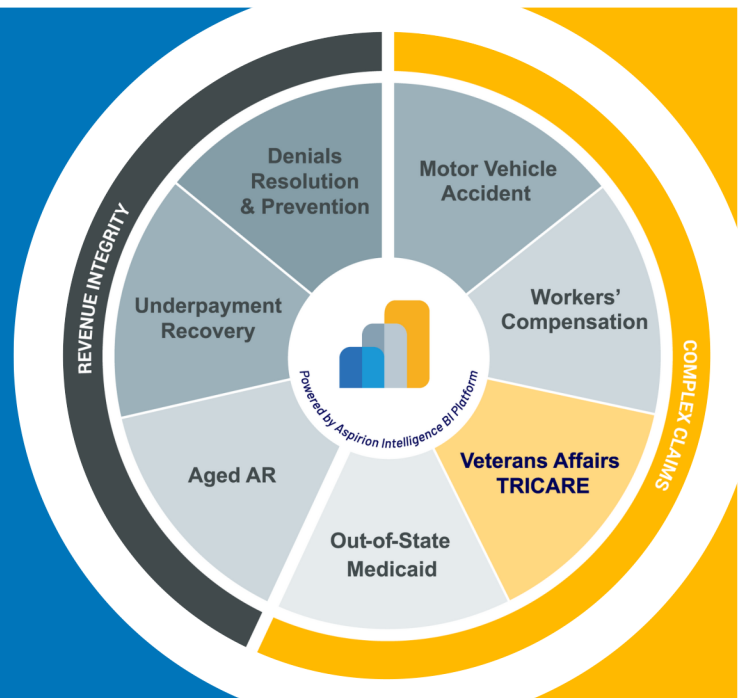 Denials
Resolution
& Prevention
Motor Vehicle
Accident
Workers’
Compensation
Veterans Affairs
TRICARE
Out-of-State
Medicaid
Aged AR
Underpayment
Recovery
REVENUE INTEGRITY
COMPLEX CLAIMS
Powered by Aspirion Intelligence BI Platform